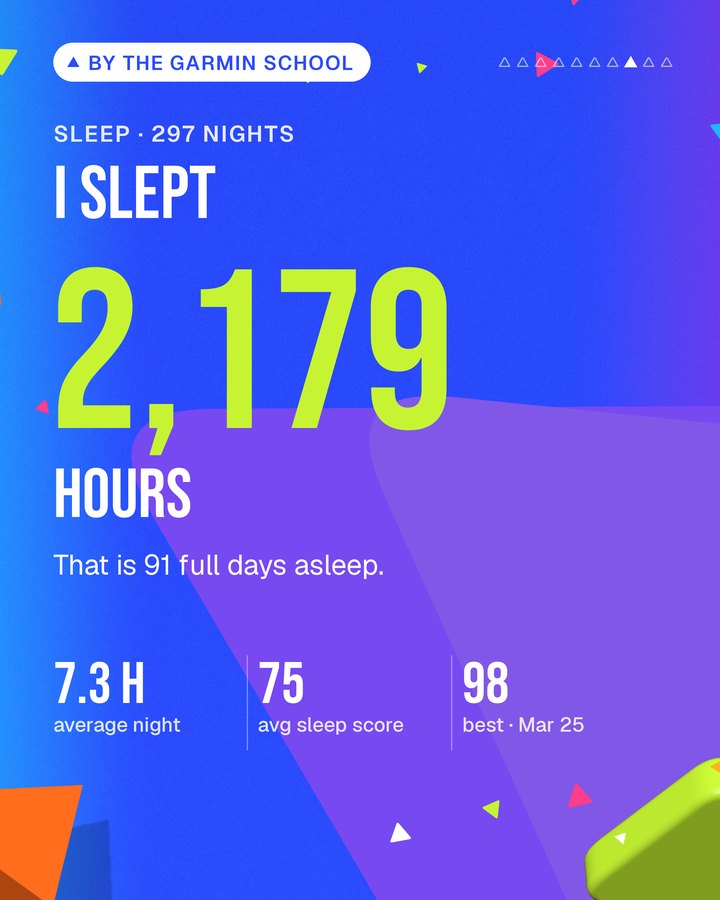 BY THE GARMIN SCHOOL
SLEEP · 297 NIGHTS
I SLEPT
2,179
HOURS
That is 91 full days asleep.
7.3 H
average night
75
avg sleep score
98
best · Mar 25